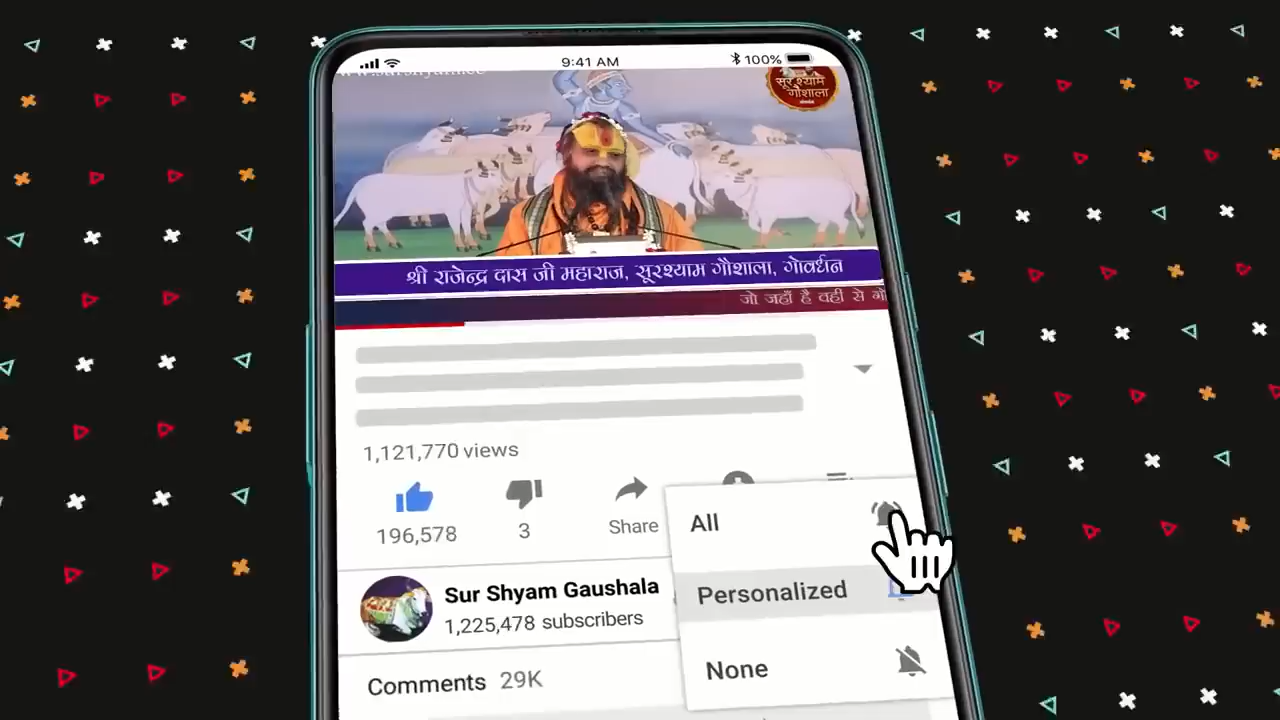 9:41 AM
100%
सूर श्याम
गौशाला
श्री राजेन्द्र दास जी महाराज, सूरश्याम गौशाला, गोवर्धन
जो जहाँ है वही से गौ
1,121,770 views
196,578
3
Share
All
Personalized
None
Sur Shyam Gaushala
1,225,478 subscribers
Comments 29K